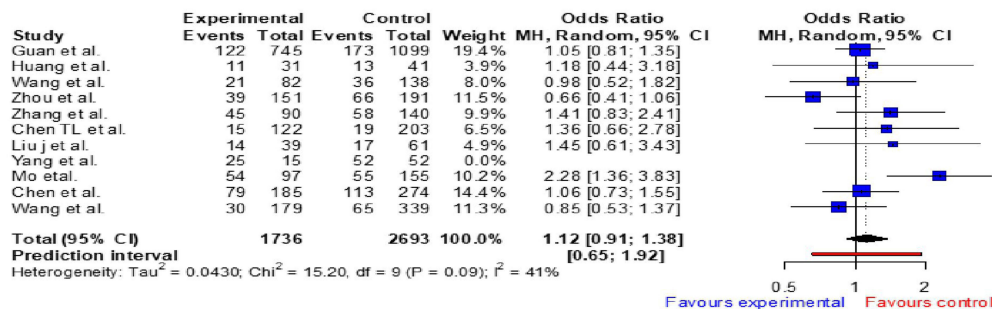 Experimental Control Odds Ratio Odds Ratio
Study Events Total Events Total Weight MH, Random, 95% CI MH, Random, 95% CI
Guan et al. 122 745 173 1099 19.4% 1.05 [0.81; 1.35]
Huang et al. 11 31 13 41 3.9% 1.18 [0.44; 3.18]
Wang et al. 21 82 36 138 8.0% 0.98 [0.52; 1.82]
Zhou et al. 39 151 66 191 11.5% 0.66 [0.41; 1.06]
Zhang et al. 45 90 58 140 9.9% 1.41 [0.83; 2.41]
Chen TL et al. 15 122 19 203 6.5% 1.36 [0.66; 2.78]
Liu j et al. 14 39 17 61 4.9% 1.45 [0.61; 3.43]
Yang et al. 25 15 52 52 0.0%
Mo etal. 54 97 55 155 10.2% 2.28 [1.36; 3.83]
Chen et al. 79 185 113 274 14.4% 1.06 [0.73; 1.55]
Wang et al. 30 179 65 339 11.3% 0.85 [0.53; 1.37]
Total (95% CI) 1736 2693 100.0% 1.12 [0.91; 1.38]
Prediction interval [0.65; 1.92]
Heterogeneity: Tau² = 0.0430; Chi² = 15.20, df = 9 (P = 0.09); I² = 41%
0.5 1 2
Favours experimental Favours control